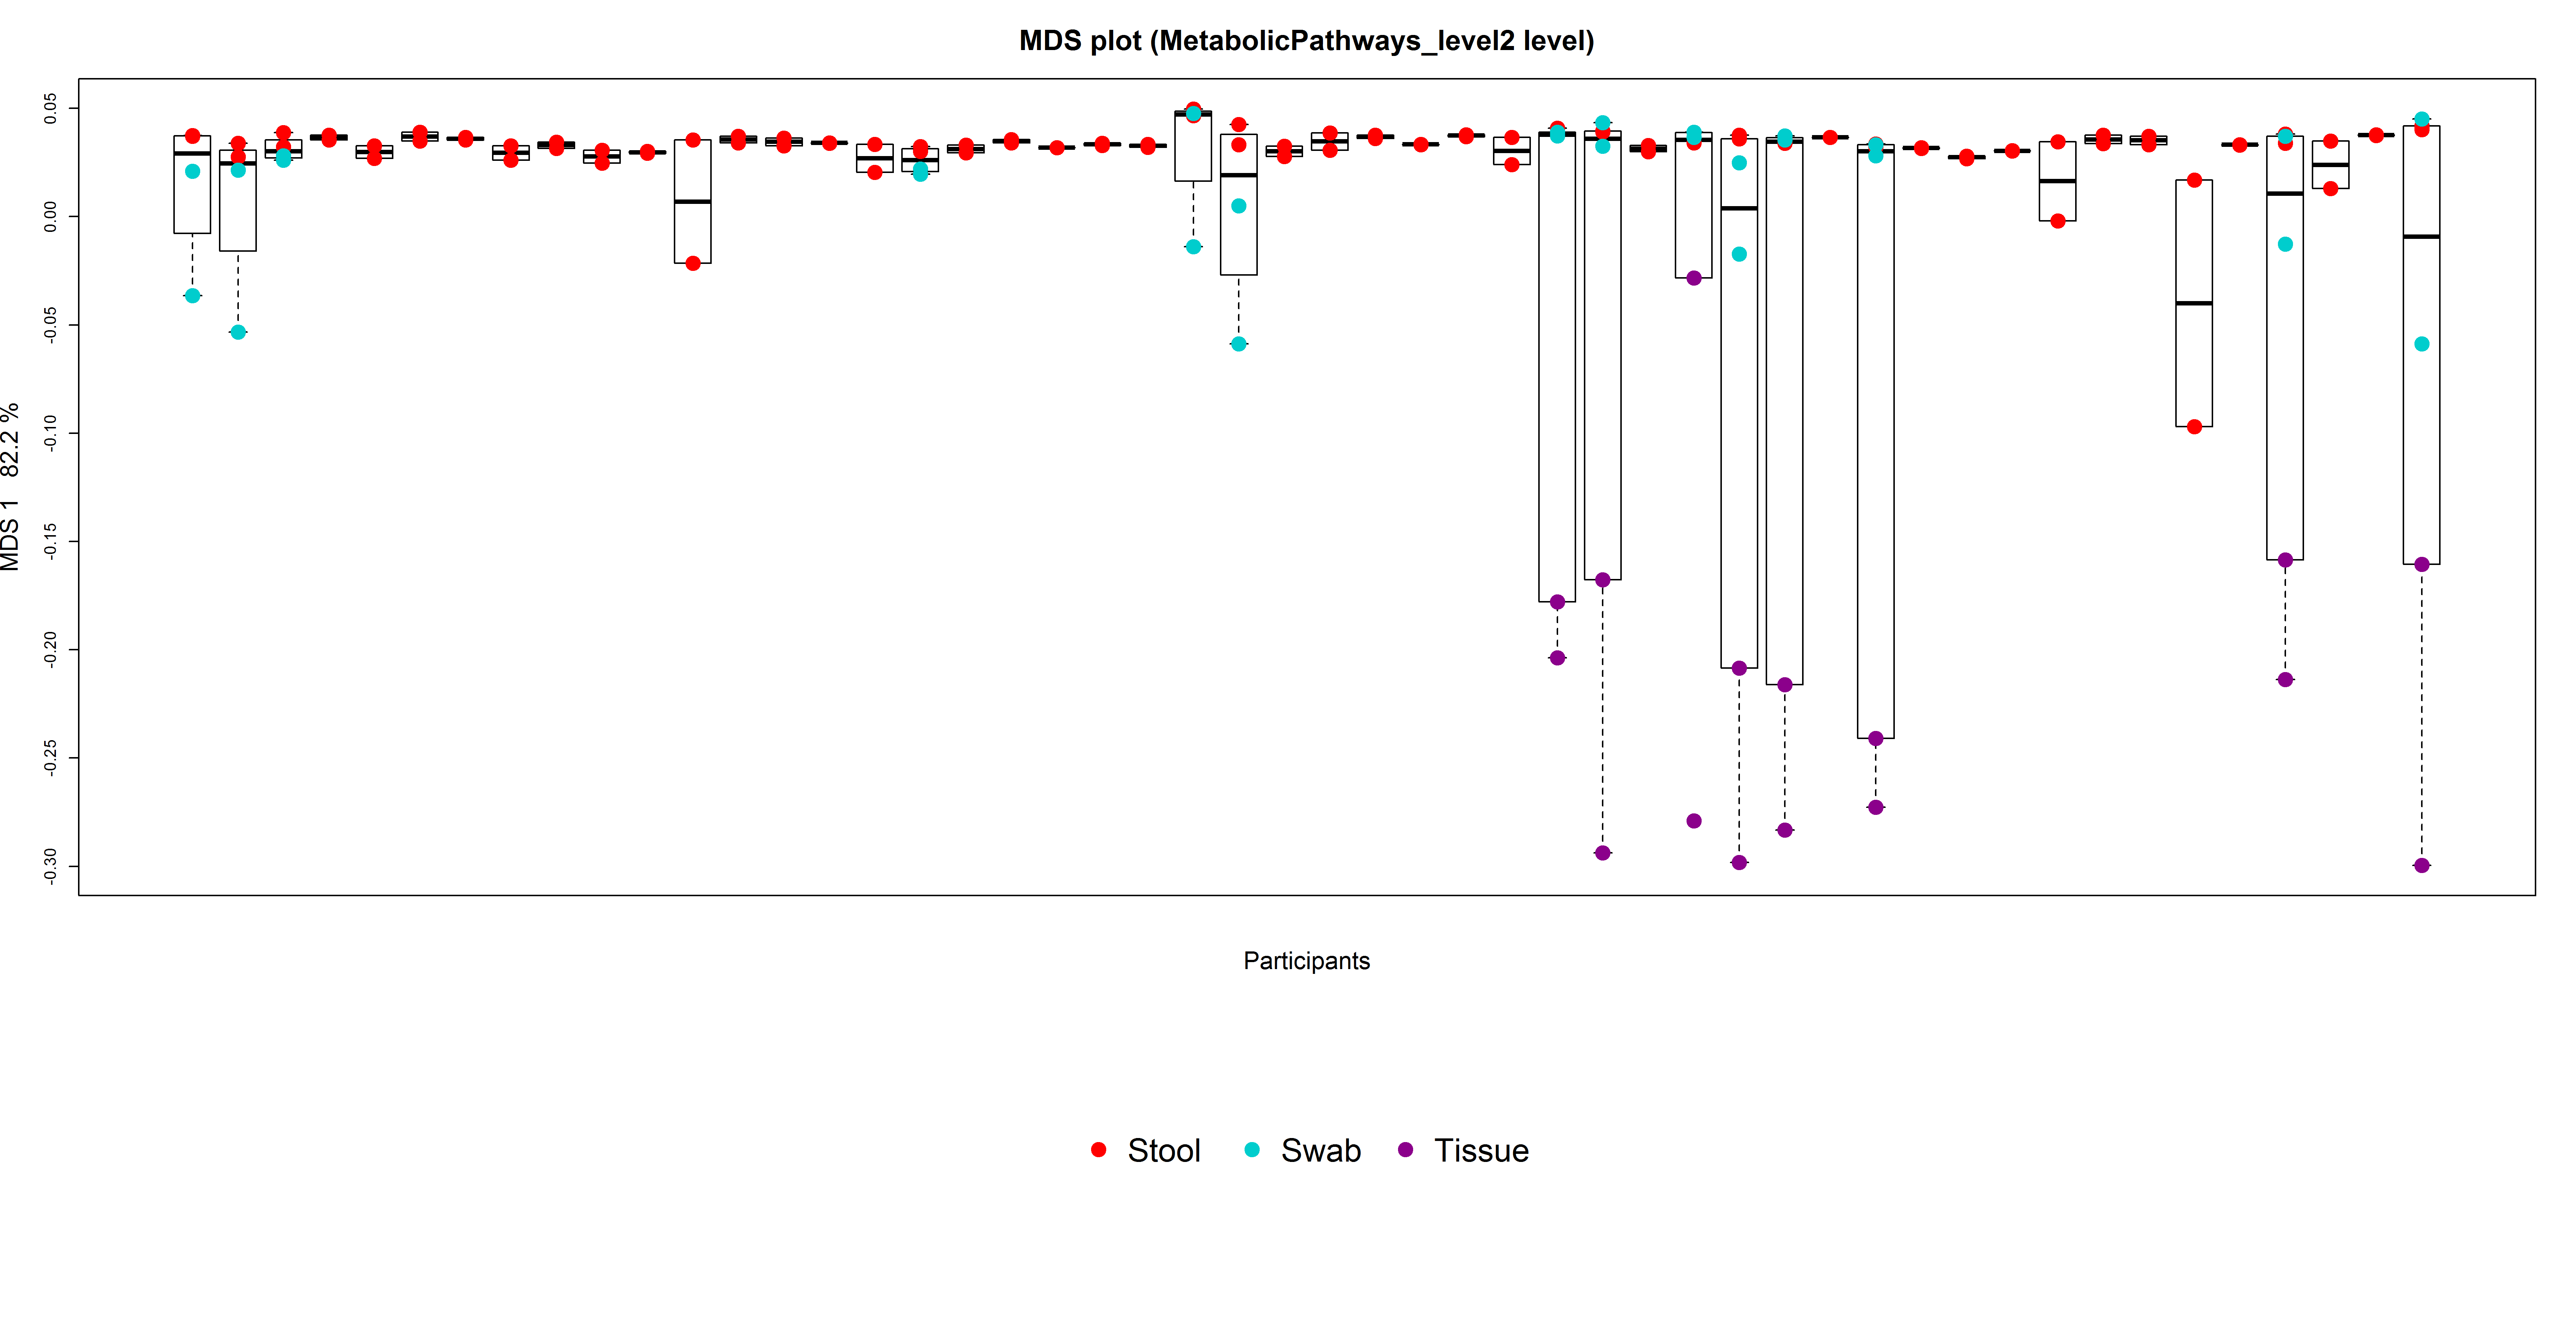 MDS plot (MetabolicPathways_level2 level)
0.05
0.00
-0.05
-0.10
-0.15
-0.20
-0.25
-0.30
MDS 1 82.2 %
Participants
Stool Swab Tissue